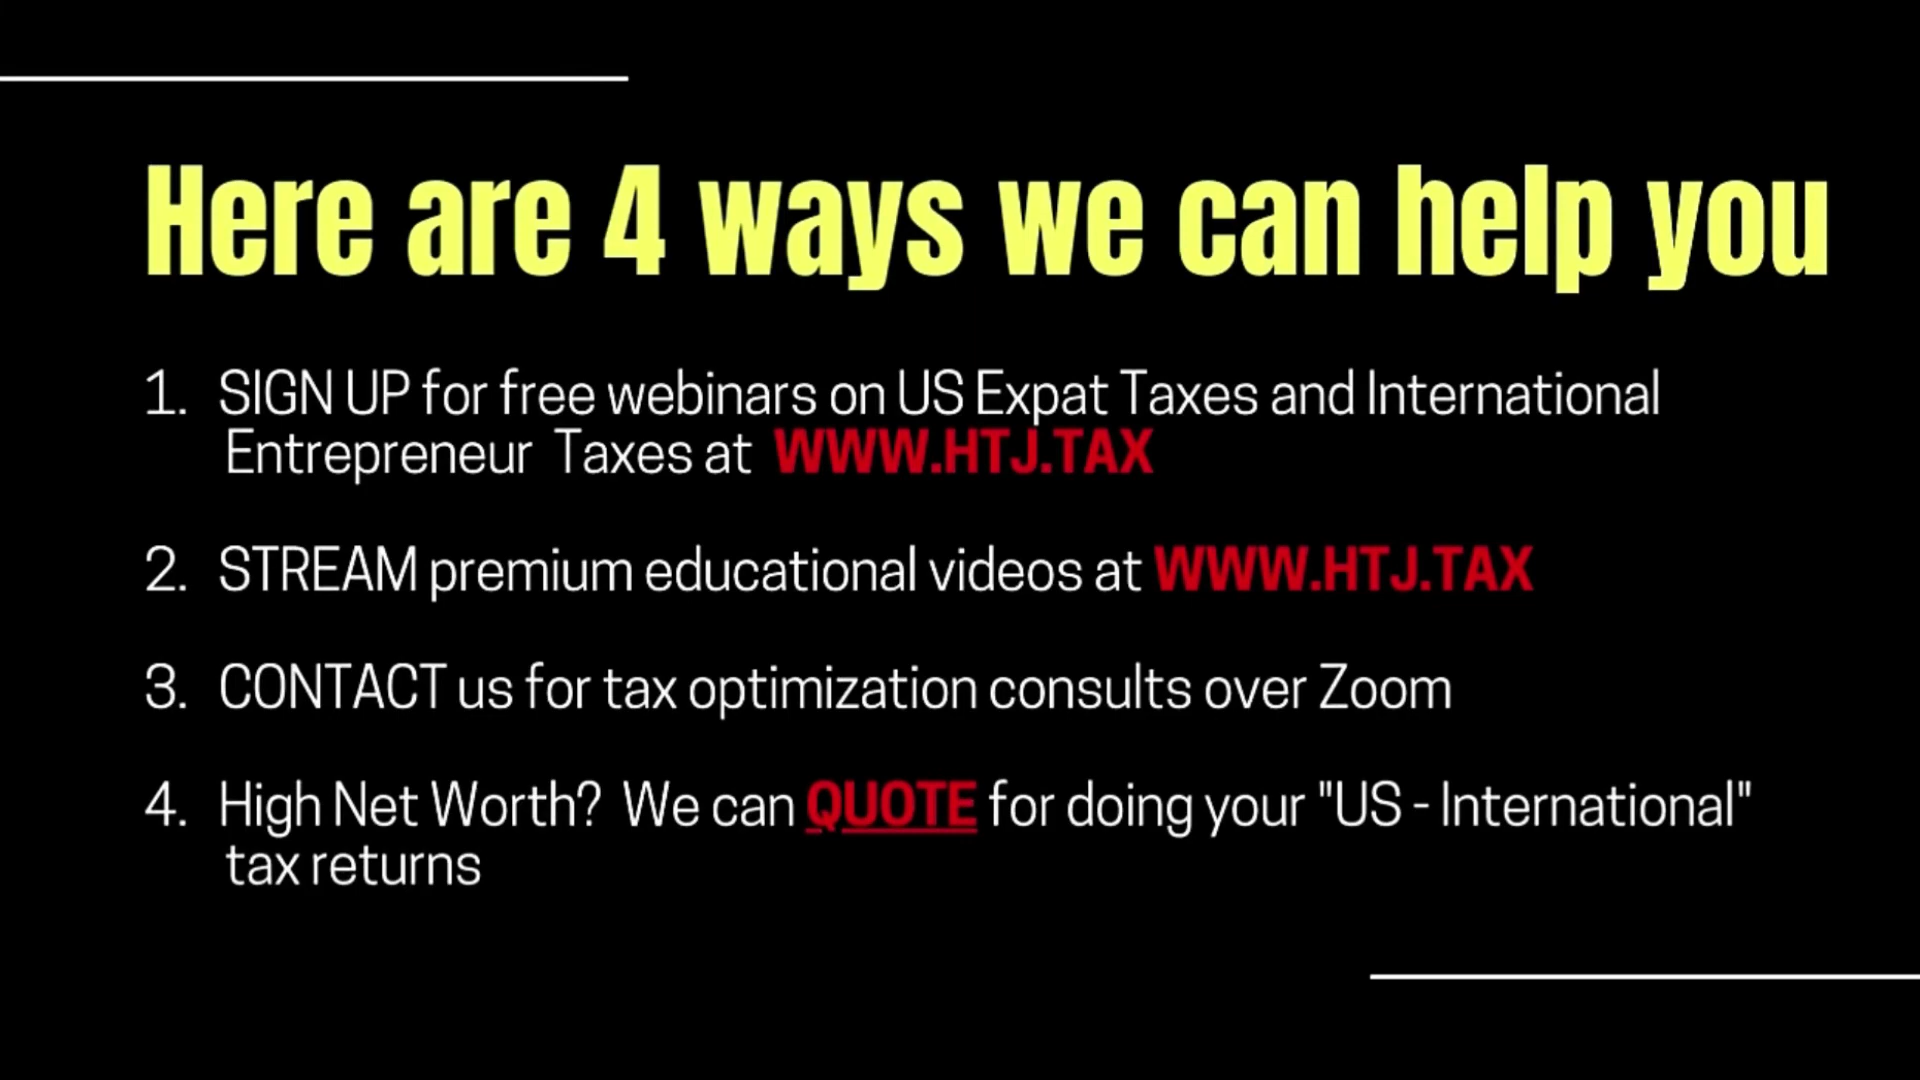 Here are 4 ways we can help you
1. SIGN UP for free webinars on US Expat Taxes and International
Entrepreneur Taxes at WWW.HTJ.TAX
2. STREAM premium educational videos at WWW.HTJ.TAX
3. CONTACT us for tax optimization consults over Zoom
4. High Net Worth? We can QUOTE for doing your "US - International"
tax returns